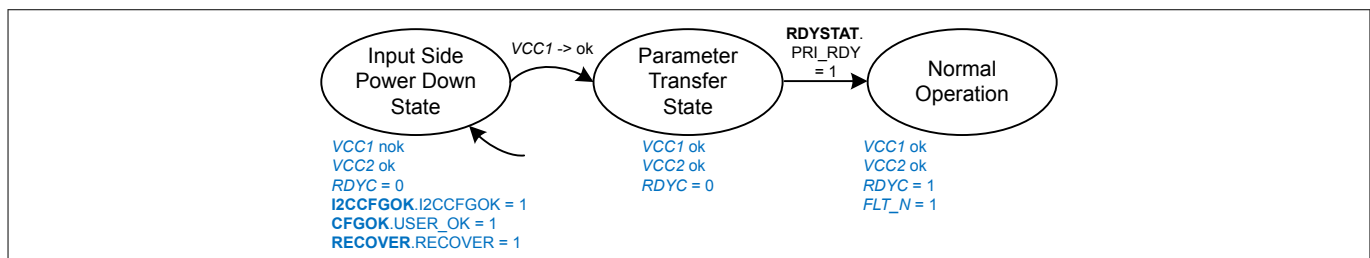 Input Side
Power Down
State
VCC1 -> ok
Parameter
Transfer
State
RDYSTAT.
PRI_RDY
= 1
Normal
Operation
VCC1 nok
VCC2 ok
RDYC = 0
I2CCFGOK.I2CCFGOK = 1
CFGOK.USER_OK = 1
RECOVER.RECOVER = 1
VCC1 ok
VCC2 ok
RDYC = 0
VCC1 ok
VCC2 ok
RDYC = 1
FLT_N = 1